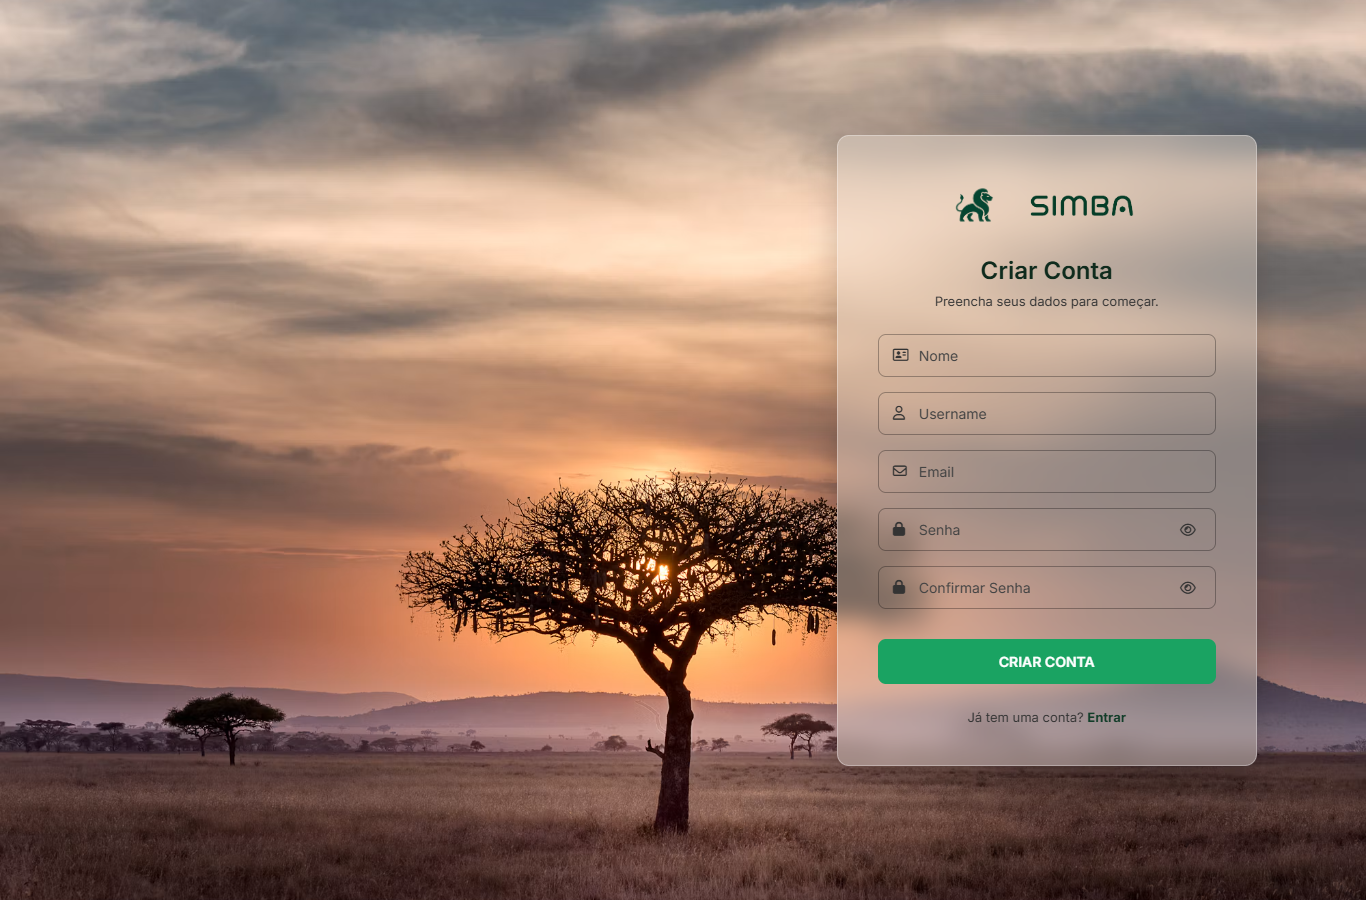 SIMBA
Criar Conta
Preencha seus dados para começar.
Nome
Username
Email
Senha
Confirmar Senha
CRIAR CONTA
Já tem uma conta? Entrar